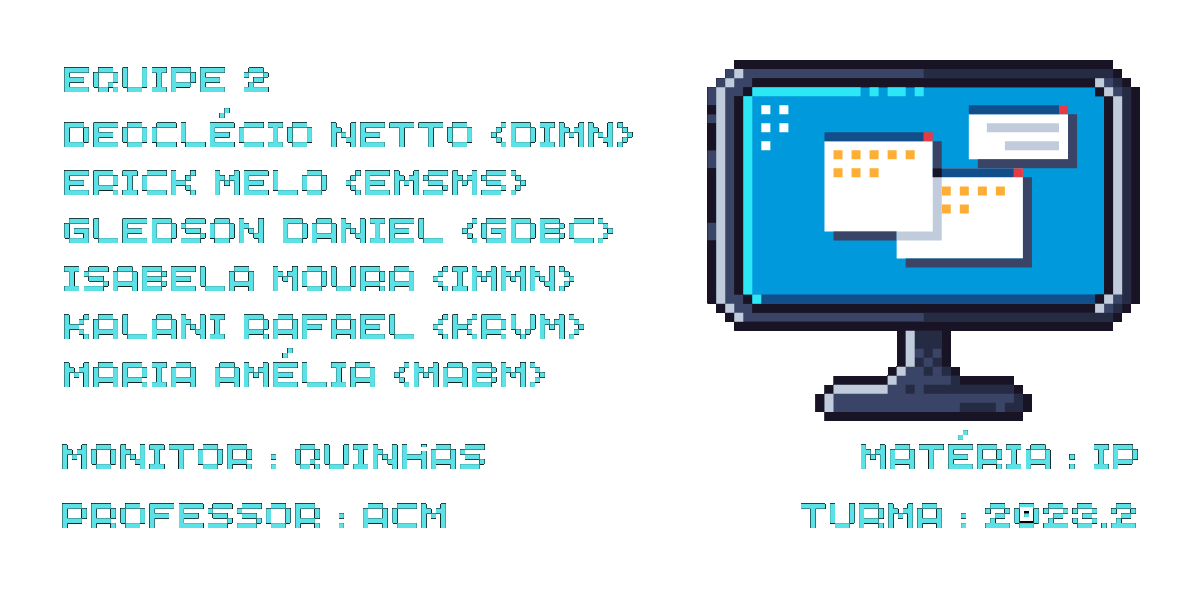 EQUIPE 2
DEOCLÉCIO NETTO <DIMN>
ERICK MELO <EMSMS>
GLEDSON DANIEL <GDBC>
ISABELA MOURA <IMMN>
KALANI RAFAEL <KRVM>
MARIA AMÉLIA <MABM>
MONITOR : QUINHAS
PROFESSOR : ACM
MATÉRIA : IP
TURMA : 2023.2